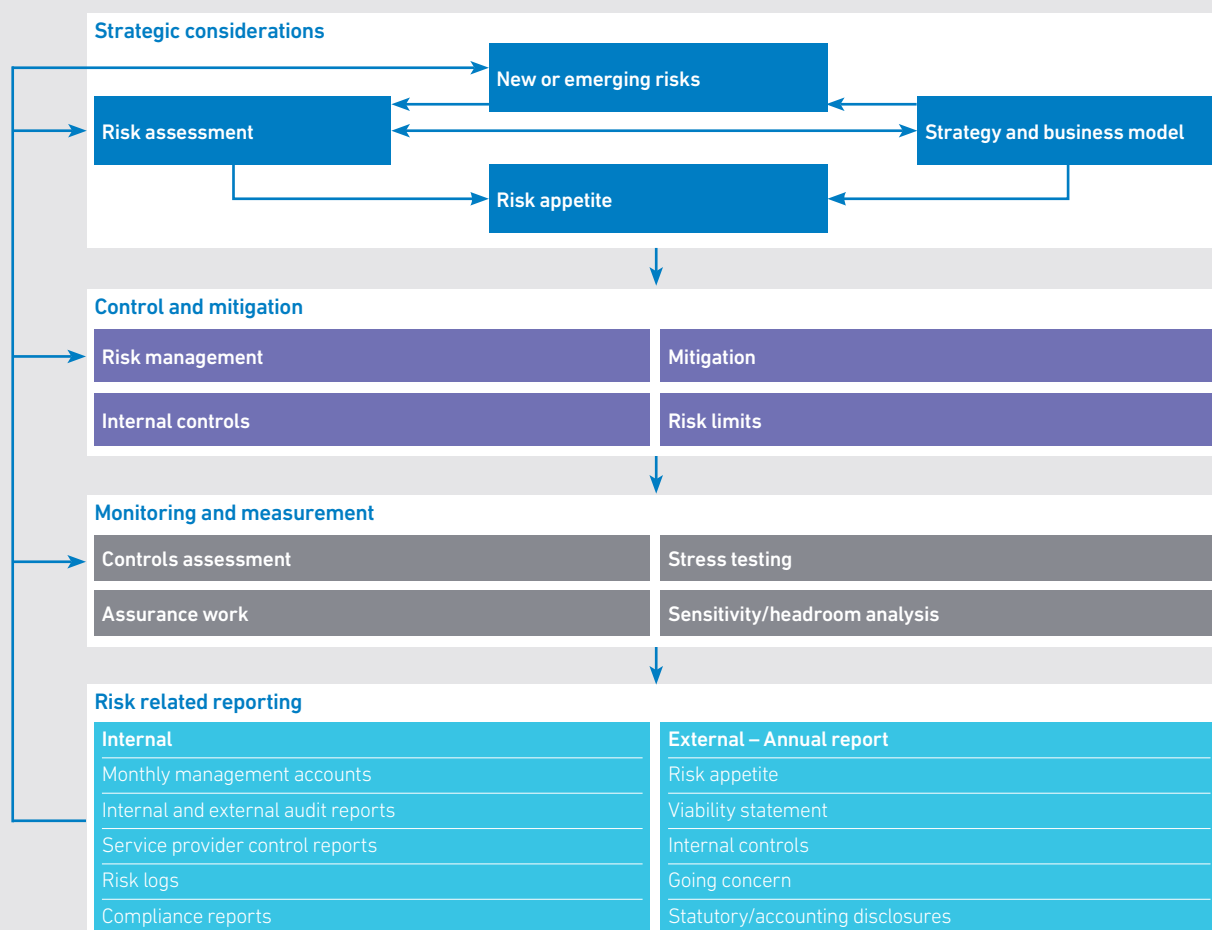 Strategic considerations
New or emerging risks
Risk assessment
Strategy and business model
Risk appetite
Control and mitigation
Risk management
Mitigation
Internal controls
Risk limits
Monitoring and measurement
Controls assessment
Stress testing
Assurance work
Sensitivity/headroom analysis
Risk related reporting
Internal
Monthly management accounts
Internal and external audit reports
Service provider control reports
Risk logs
Compliance reports
External – Annual report
Risk appetite
Viability statement
Internal controls
Going concern
Statutory/accounting disclosures